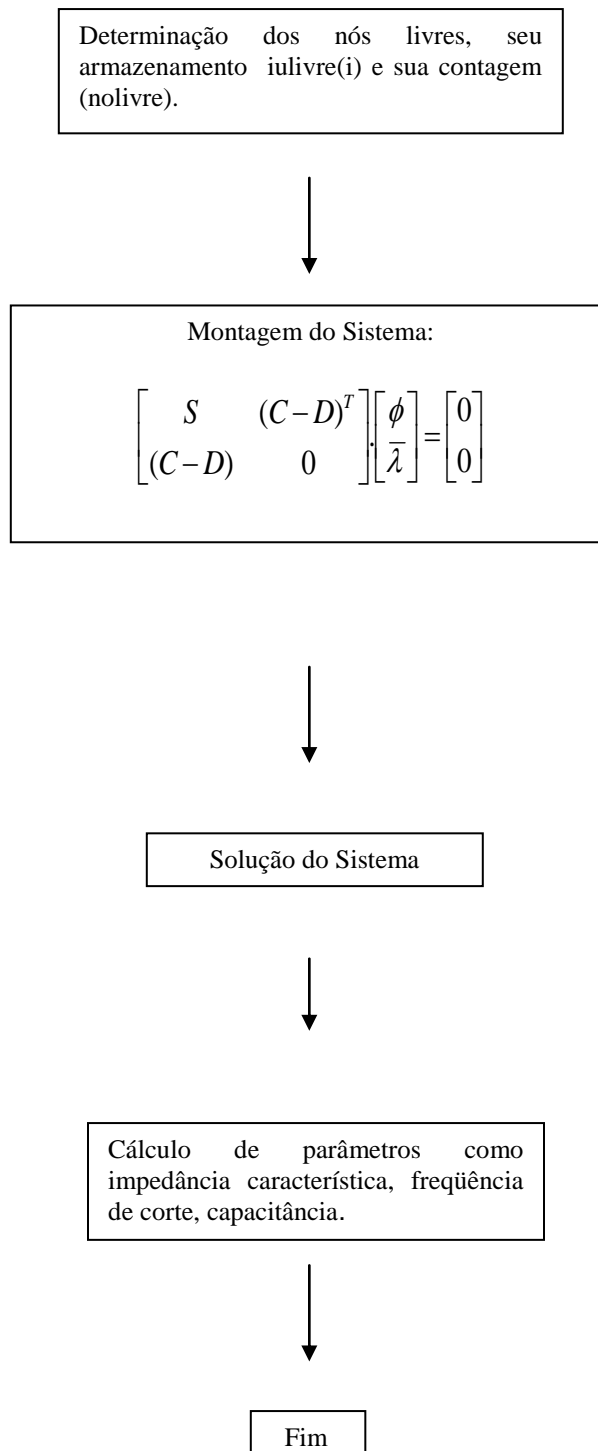 Determinação dos nós livres, seu
armazenamento iulivre(i) e sua contagem
(nolivre).
Montagem do Sistema:
[ S (C − D)^T ; (C − D) 0 ] . [ ϕ ; λ̄ ] = [ 0 ; 0 ]
Solução do Sistema
Cálculo de parâmetros como
impedância característica, freqüência
de corte, capacitância.
Fim